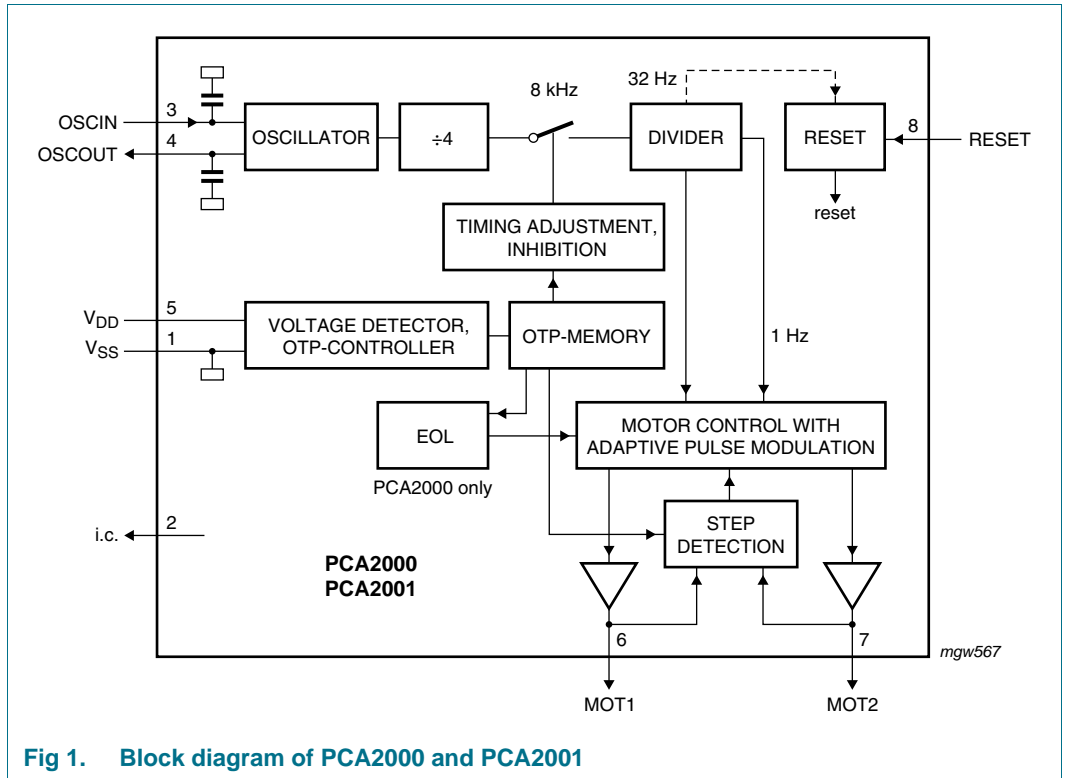 32 Hz
8 kHz
3
OSCIN
4
OSCOUT
OSCILLATOR
÷4
DIVIDER
RESET
8
RESET
reset
TIMING ADJUSTMENT,
INHIBITION
5
VDD
1
VSS
VOLTAGE DETECTOR,
OTP-CONTROLLER
OTP-MEMORY
1 Hz
EOL
PCA2000 only
MOTOR CONTROL WITH
ADAPTIVE PULSE MODULATION
2
i.c.
STEP
DETECTION
PCA2000
PCA2001
6
7
mgw567
MOT1
MOT2
Fig 1. Block diagram of PCA2000 and PCA2001